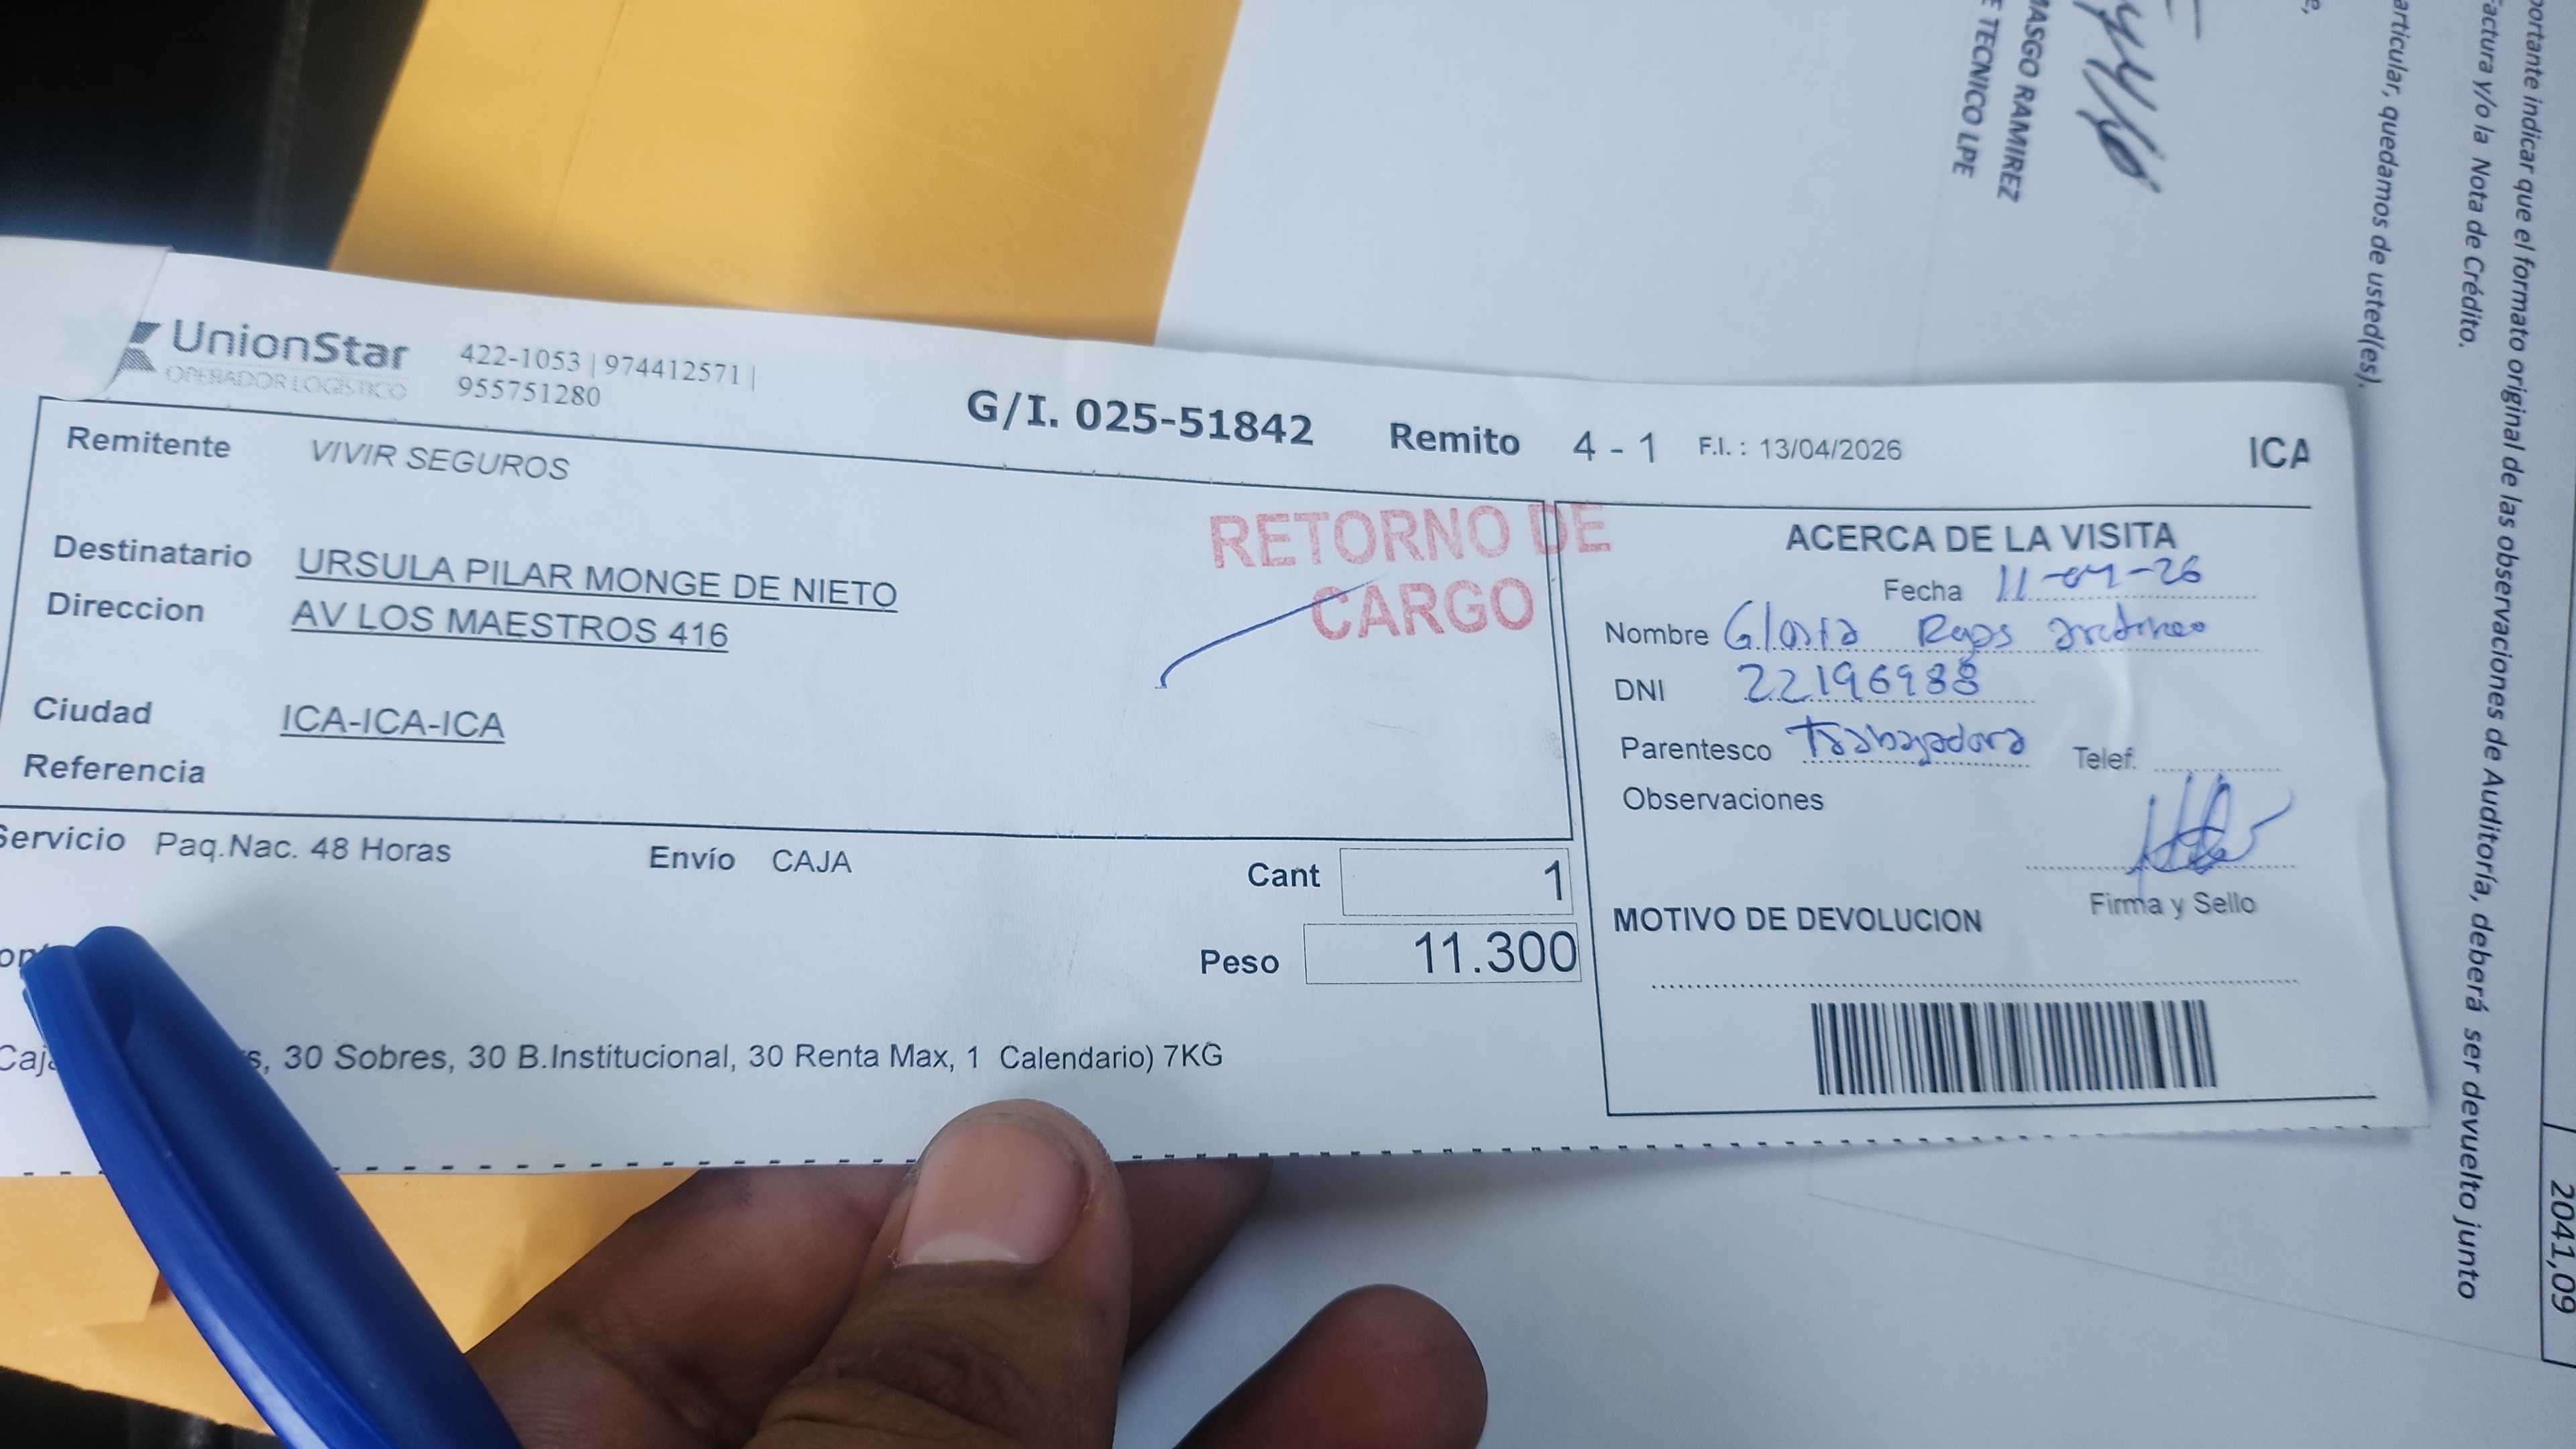 UnionStar
OPERADOR LOGISTICO
422-1053 | 974412571 |
955751280
G/I. 025-51842 Remito 4 - 1 F.I. : 13/04/2026 ICA
Remitente VIVIR SEGUROS
Destinatario URSULA PILAR MONGE DE NIETO
Direccion AV LOS MAESTROS 416
Ciudad ICA-ICA-ICA
Referencia
RETORNO DE
CARGO
Servicio Paq.Nac. 48 Horas Envío CAJA Cant 1
Peso 11.300
30 Sobres, 30 B.Institucional, 30 Renta Max, 1 Calendario) 7KG
ACERCA DE LA VISITA
Fecha
Nombre Gloria
DNI 22196988
Parentesco Trabajadora Telef.
Observaciones
Firma y Sello
MOTIVO DE DEVOLUCION
MASGO RAMIREZ
E TECNICO LPE
articular, quedamos de usted(es).
portante indicar que el formato original de las observaciones de Auditoría, deberá ser devuelto junto
Factura y/o la Nota de Crédito.
2041,09